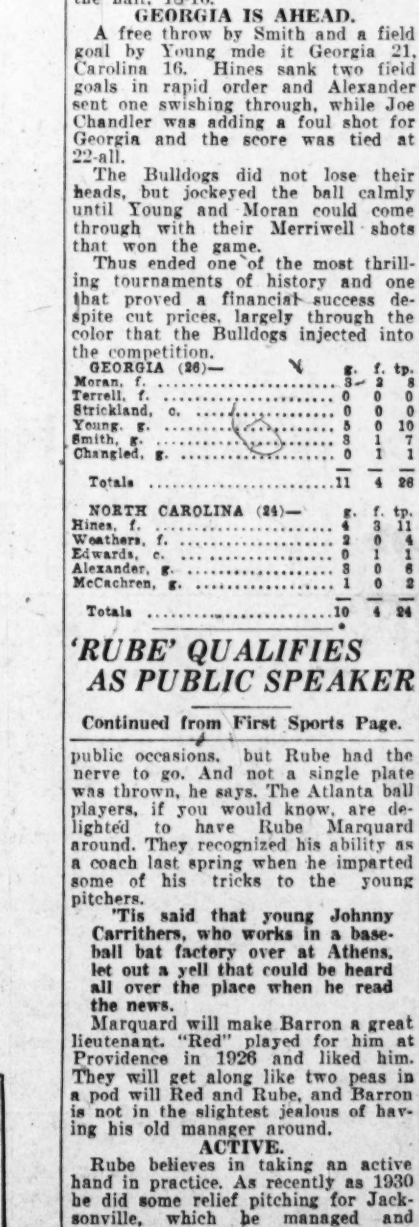 the half, 18-16.
GEORGIA IS AHEAD.
A free throw by Smith and a field
goal by Young mde it Georgia 21,
Carolina 16. Hines sank two field
goals in rapid order and Alexander
sent one swishing through, while Joe
Chandler was adding a foul shot for
Georgia and the score was tied at
22-all.
The Bulldogs did not lose their
heads, but jockeyed the ball calmly
until Young and Moran could come
through with their Merriwell shots
that won the game.
Thus ended one of the most thrill-
ing tournaments of history and one
that proved a financial success de-
spite cut prices, largely through the
color that the Bulldogs injected into
the competition.
GEORGIA (26)— g. f. tp.
Moran, f. ........................ 3 2 8
Terrell, f. ........................ 0 0 0
Strickland, c. ........................ 0 0 0
Young, g. ........................ 5 0 10
Smith, g. ........................ 3 1 7
Changled, g. ........................ 0 1 1
Totals ........................ 11 4 26
NORTH CAROLINA (24)— g. f. tp.
Hines, f. ........................ 4 3 11
Weathers, f. ........................ 2 0 4
Edwards, c. ........................ 0 1 1
Alexander, g. ........................ 3 0 6
McCachren, g. ........................ 1 0 2
Totals ........................ 10 4 24
'RUBE' QUALIFIES
AS PUBLIC SPEAKER
Continued from First Sports Page.
public occasions, but Rube had the
nerve to go. And not a single plate
was thrown, he says. The Atlanta ball
players, if you would know, are de-
lighted to have Rube Marquard
around. They recognized his ability as
a coach last spring when he imparted
some of his tricks to the young
pitchers.
'Tis said that young Johnny
Carrithers, who works in a base-
ball bat factory over at Athens,
let out a yell that could be heard
all over the place when he read
the news.
Marquard will make Barron a great
lieutenant. "Red" played for him at
Providence in 1926 and liked him.
They will get along like two peas in
a pod will Red and Rube, and Barron
is not in the slightest jealous of hav-
ing his old manager around.
ACTIVE.
Rube believes in taking an active
hand in practice. As recently as 1930
he did some relief pitching for Jack-
sonville, which he managed and